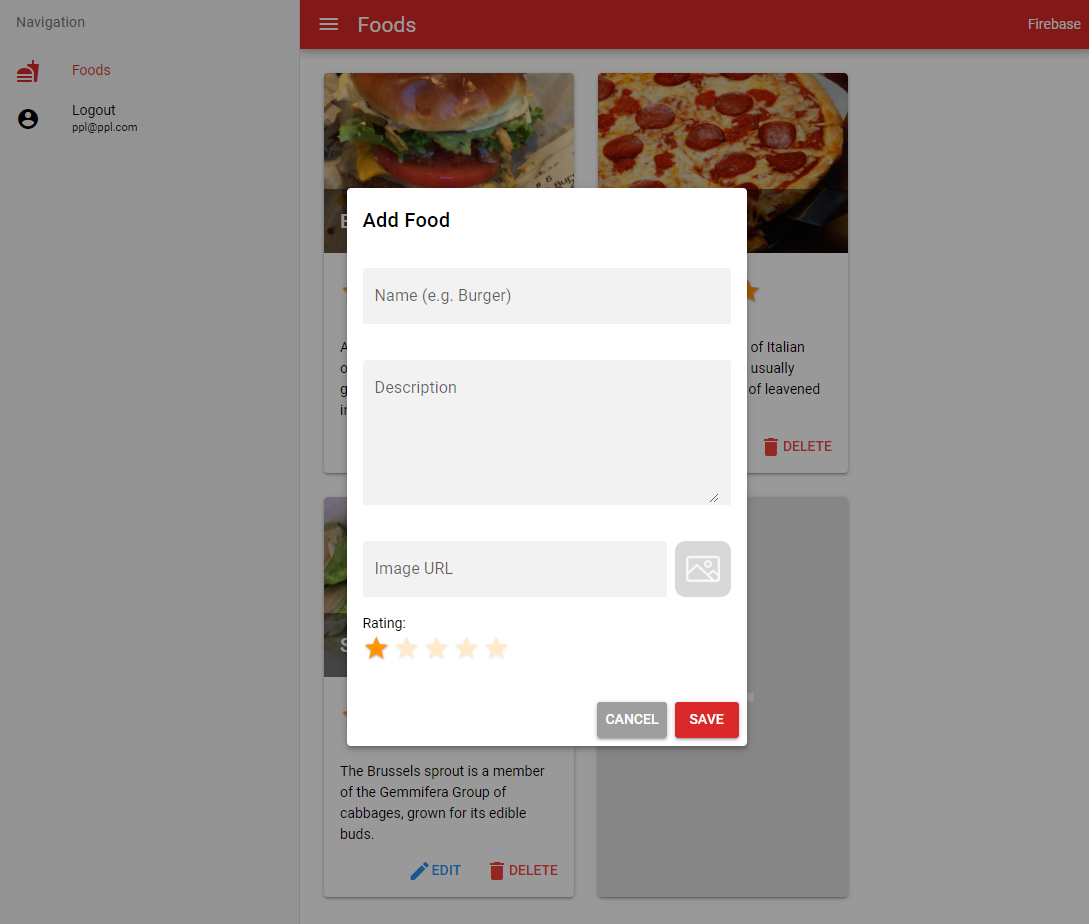 Navigation
Foods
Logout
ppl@ppl.com
Foods
Firebase
Add Food
Name (e.g. Burger)
Description
Image URL
Rating:
CANCEL
SAVE
of Italian
usually
of leavened
DELETE
The Brussels sprout is a member
of the Gemmifera Group of
cabbages, grown for its edible
buds.
EDIT
DELETE